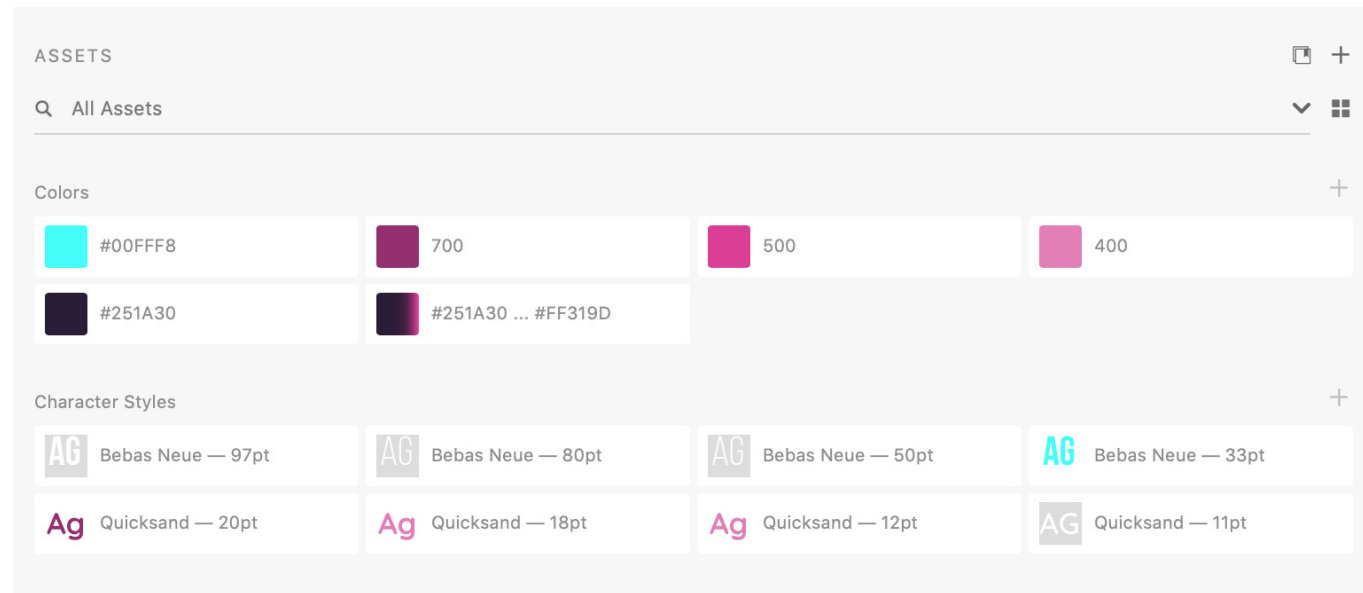 ASSETS
All Assets
Colors
#00FFF8 700 500 400
#251A30 #251A30 ... #FF319D
Character Styles
AG Bebas Neue — 97pt AG Bebas Neue — 80pt AG Bebas Neue — 50pt AG Bebas Neue — 33pt
Ag Quicksand — 20pt Ag Quicksand — 18pt Ag Quicksand — 12pt AG Quicksand — 11pt